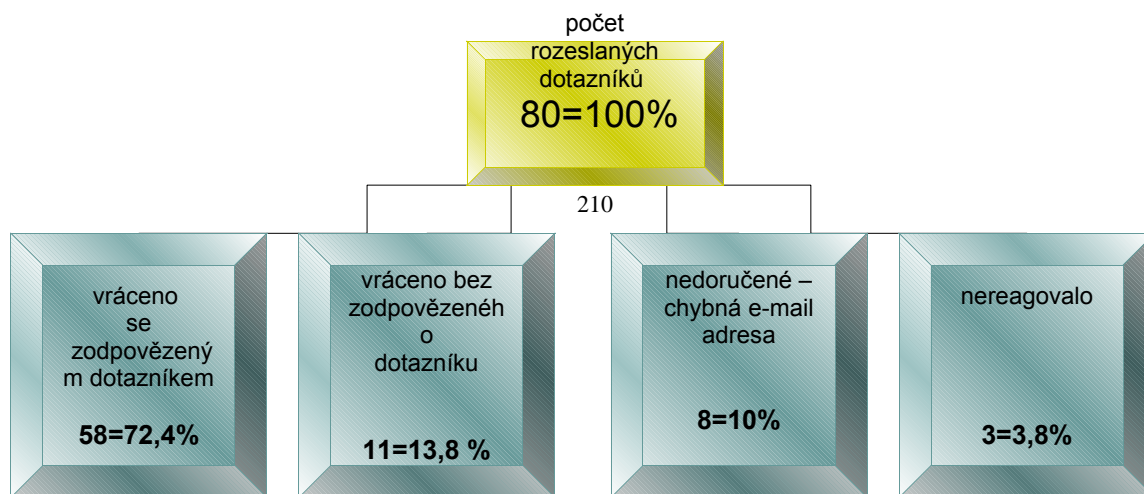 počet
rozeslaných
dotazníků
80=100%
210
vráceno
se
zodpovězený
m dotazníkem
58=72,4%
vráceno bez
zodpovězenéh
o
dotazníku
11=13,8 %
nedoručené –
chybná e-mail
adresa
8=10%
nereagovalo
3=3,8%